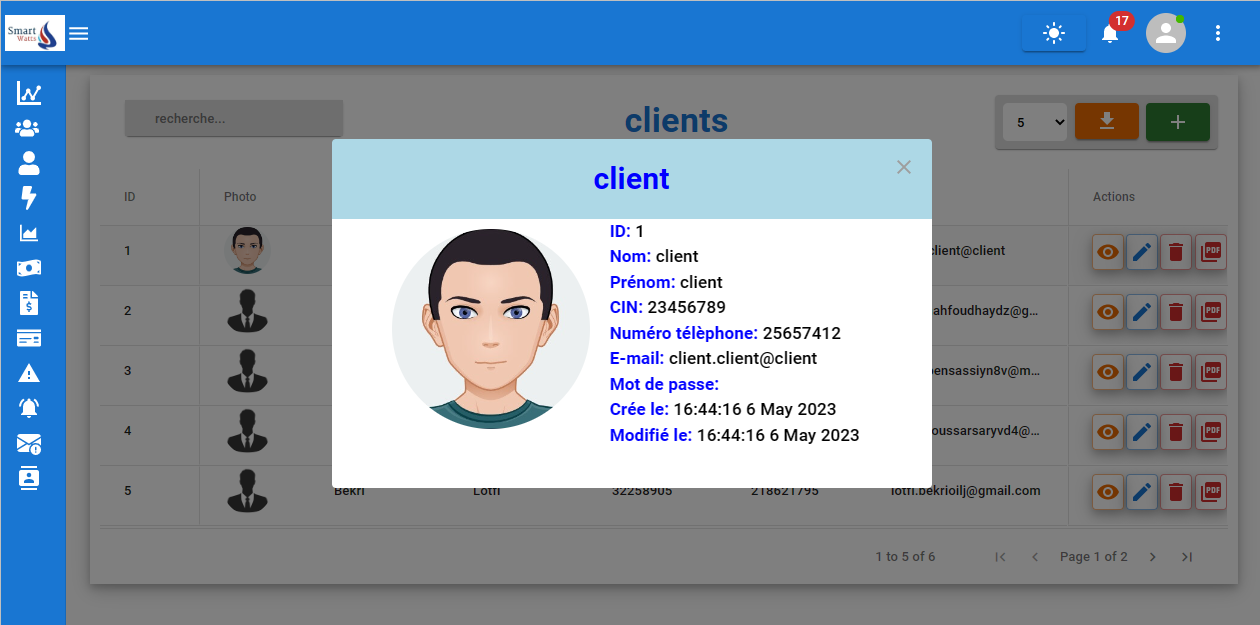 Smart
Watts
17
recherche...
clients
5
client
ID
Photo
Actions
ID: 1
Nom: client
Prénom: client
CIN: 23456789
Numéro télèphone: 25657412
E-mail: client.client@client
Mot de passe:
Crée le: 16:44:16 6 May 2023
Modifié le: 16:44:16 6 May 2023
1 client@client PDF
2 ahfoudhaydz@g... PDF
3 bensassiyn8v@m... PDF
4 oussarsaryvd4@... PDF
5 Bekri Lotfi 32258905 218621795 lotfi.bekrioilj@gmail.com PDF
1 to 5 of 6 Page 1 of 2